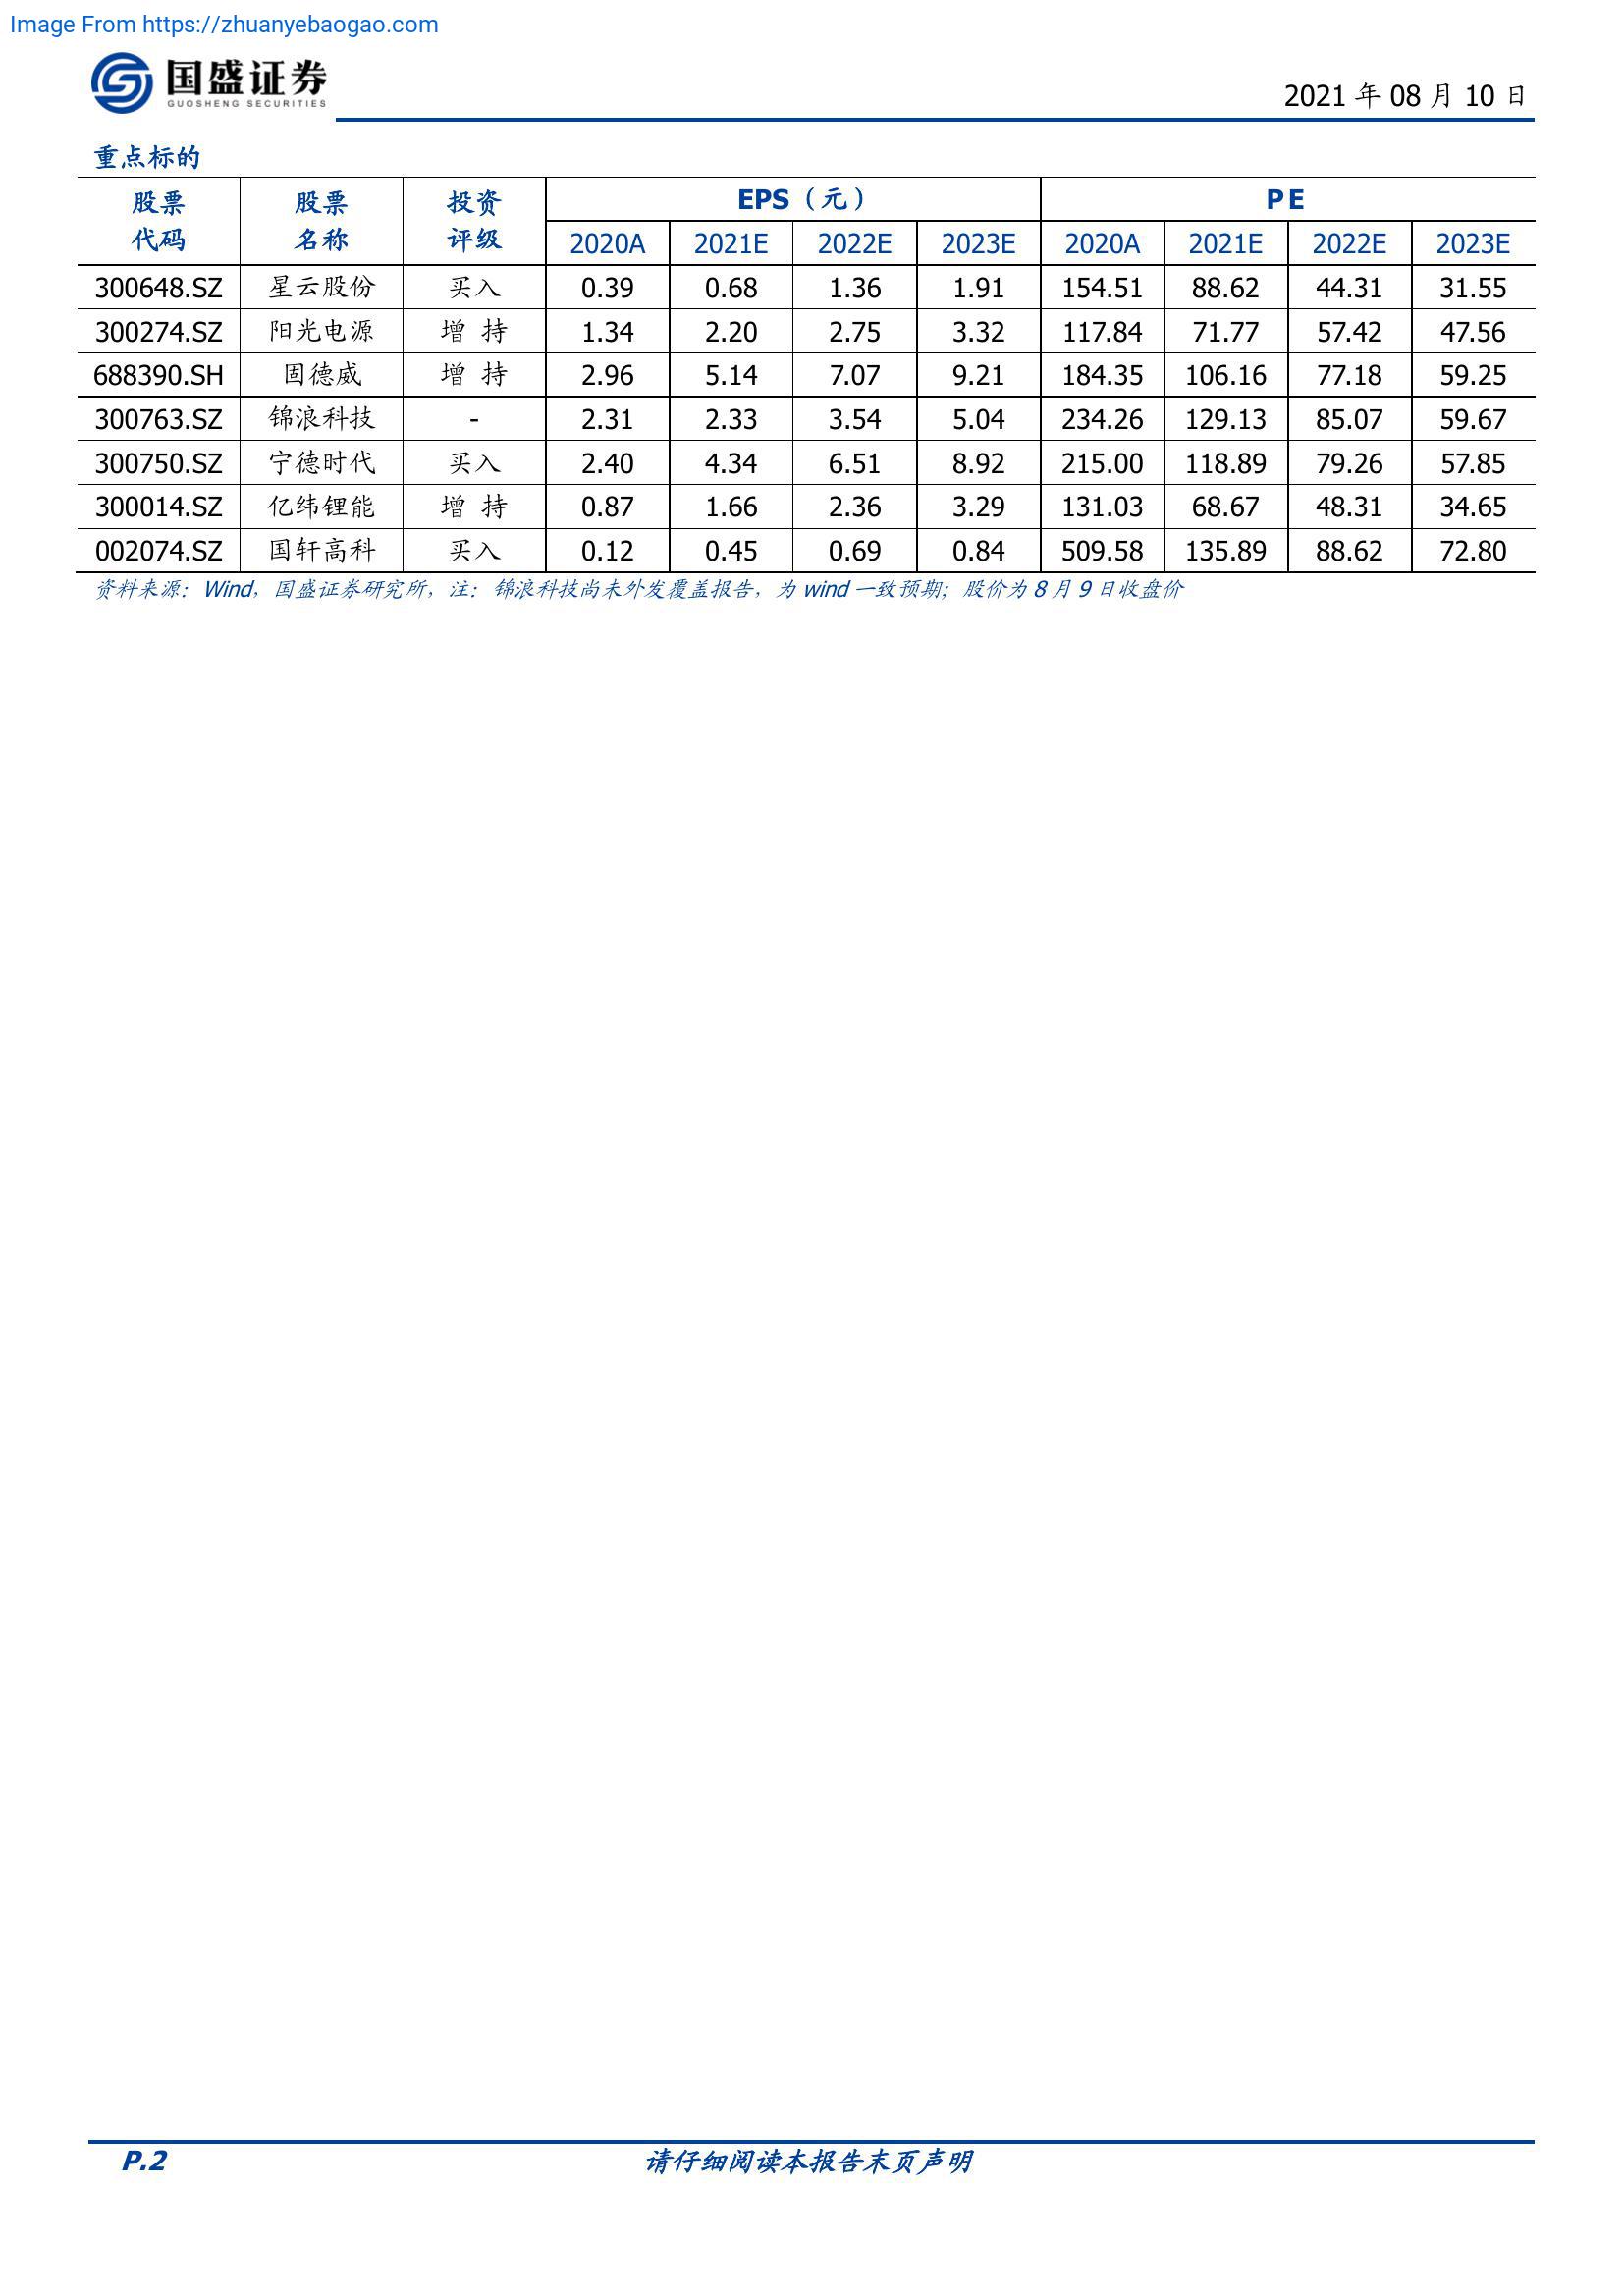 Image From https://zhuanyebaogao.com
国盛证券
GUOSHENG SECURITIES
2021 年 08 月 10 日
重点标的
股票 股票 投资 EPS（元） PE
代码 名称 评级 2020A 2021E 2022E 2023E 2020A 2021E 2022E 2023E
300648.SZ 星云股份 买入 0.39 0.68 1.36 1.91 154.51 88.62 44.31 31.55
300274.SZ 阳光电源 增 持 1.34 2.20 2.75 3.32 117.84 71.77 57.42 47.56
688390.SH 固德威 增 持 2.96 5.14 7.07 9.21 184.35 106.16 77.18 59.25
300763.SZ 锦浪科技 - 2.31 2.33 3.54 5.04 234.26 129.13 85.07 59.67
300750.SZ 宁德时代 买入 2.40 4.34 6.51 8.92 215.00 118.89 79.26 57.85
300014.SZ 亿纬锂能 增 持 0.87 1.66 2.36 3.29 131.03 68.67 48.31 34.65
002074.SZ 国轩高科 买入 0.12 0.45 0.69 0.84 509.58 135.89 88.62 72.80
资料来源：Wind，国盛证券研究所，注：锦浪科技尚未外发覆盖报告，为 wind 一致预期；股价为 8 月 9 日收盘价
P.2 请仔细阅读本报告末页声明